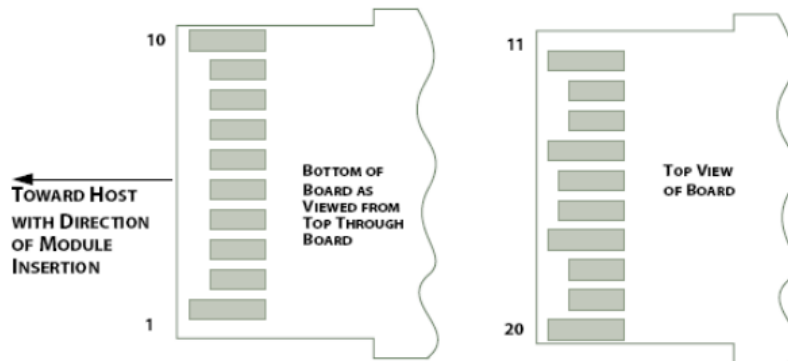 10
TOWARD HOST
WITH DIRECTION
OF MODULE
INSERTION
1
BOTTOM OF
BOARD AS
VIEWED FROM
TOP THROUGH
BOARD
11
TOP VIEW
OF BOARD
20